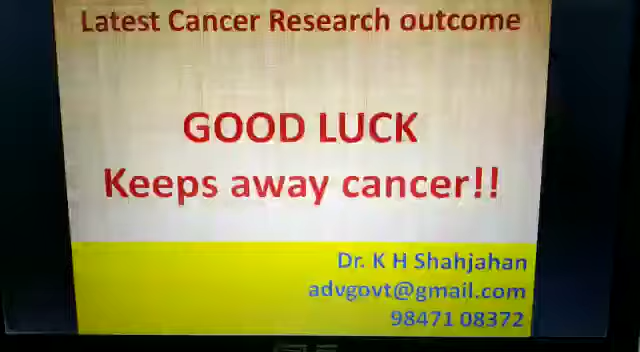 Latest Cancer Research outcome
GOOD LUCK
Keeps away cancer!!
Dr. K H Shahjahan
advgovt@gmail.com
98471 08372